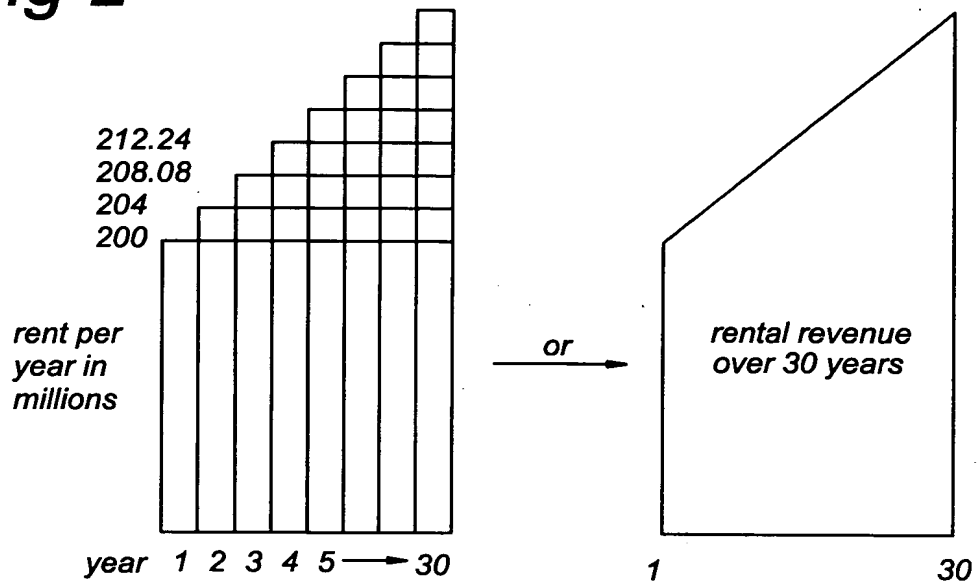 212.24
208.08
204
200
rent per
year in
millions
year 1 2 3 4 5 30
or
rental revenue
over 30 years
1 30